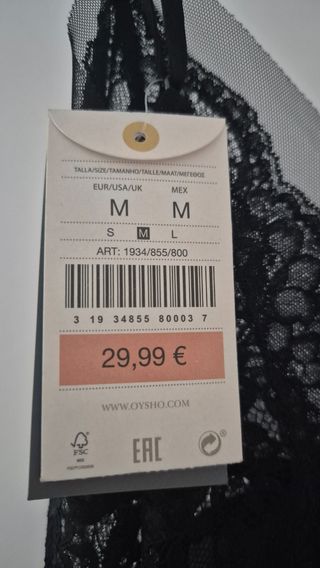 TALLA/SIZE/TAMANHO/TAILLE/MAAT/ΜΕΓΕΘΟΣ
EUR/USA/UK MEX
M M
S M L
ART: 1934/855/800
3 19 34855 80003 7
29,99 €
WWW.OYSHO.COM
FSC
MIX
EAC